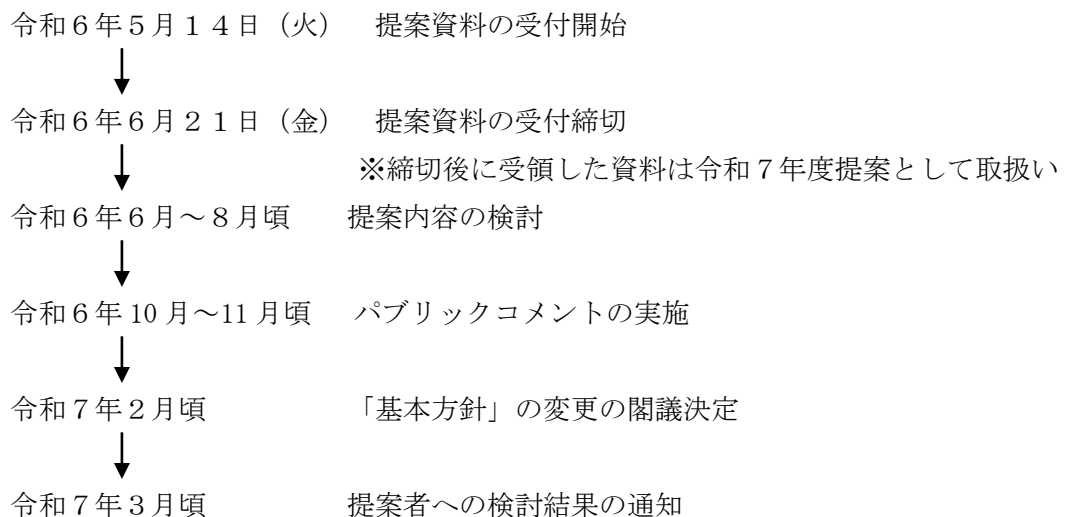 令和６年５月１４日（火）　提案資料の受付開始
令和６年６月２１日（金）　提案資料の受付締切
※締切後に受領した資料は令和７年度提案として取扱い
令和６年６月～８月頃　提案内容の検討
令和６年 10 月～11 月頃　パブリックコメントの実施
令和７年２月頃　「基本方針」の変更の閣議決定
令和７年３月頃　提案者への検討結果の通知